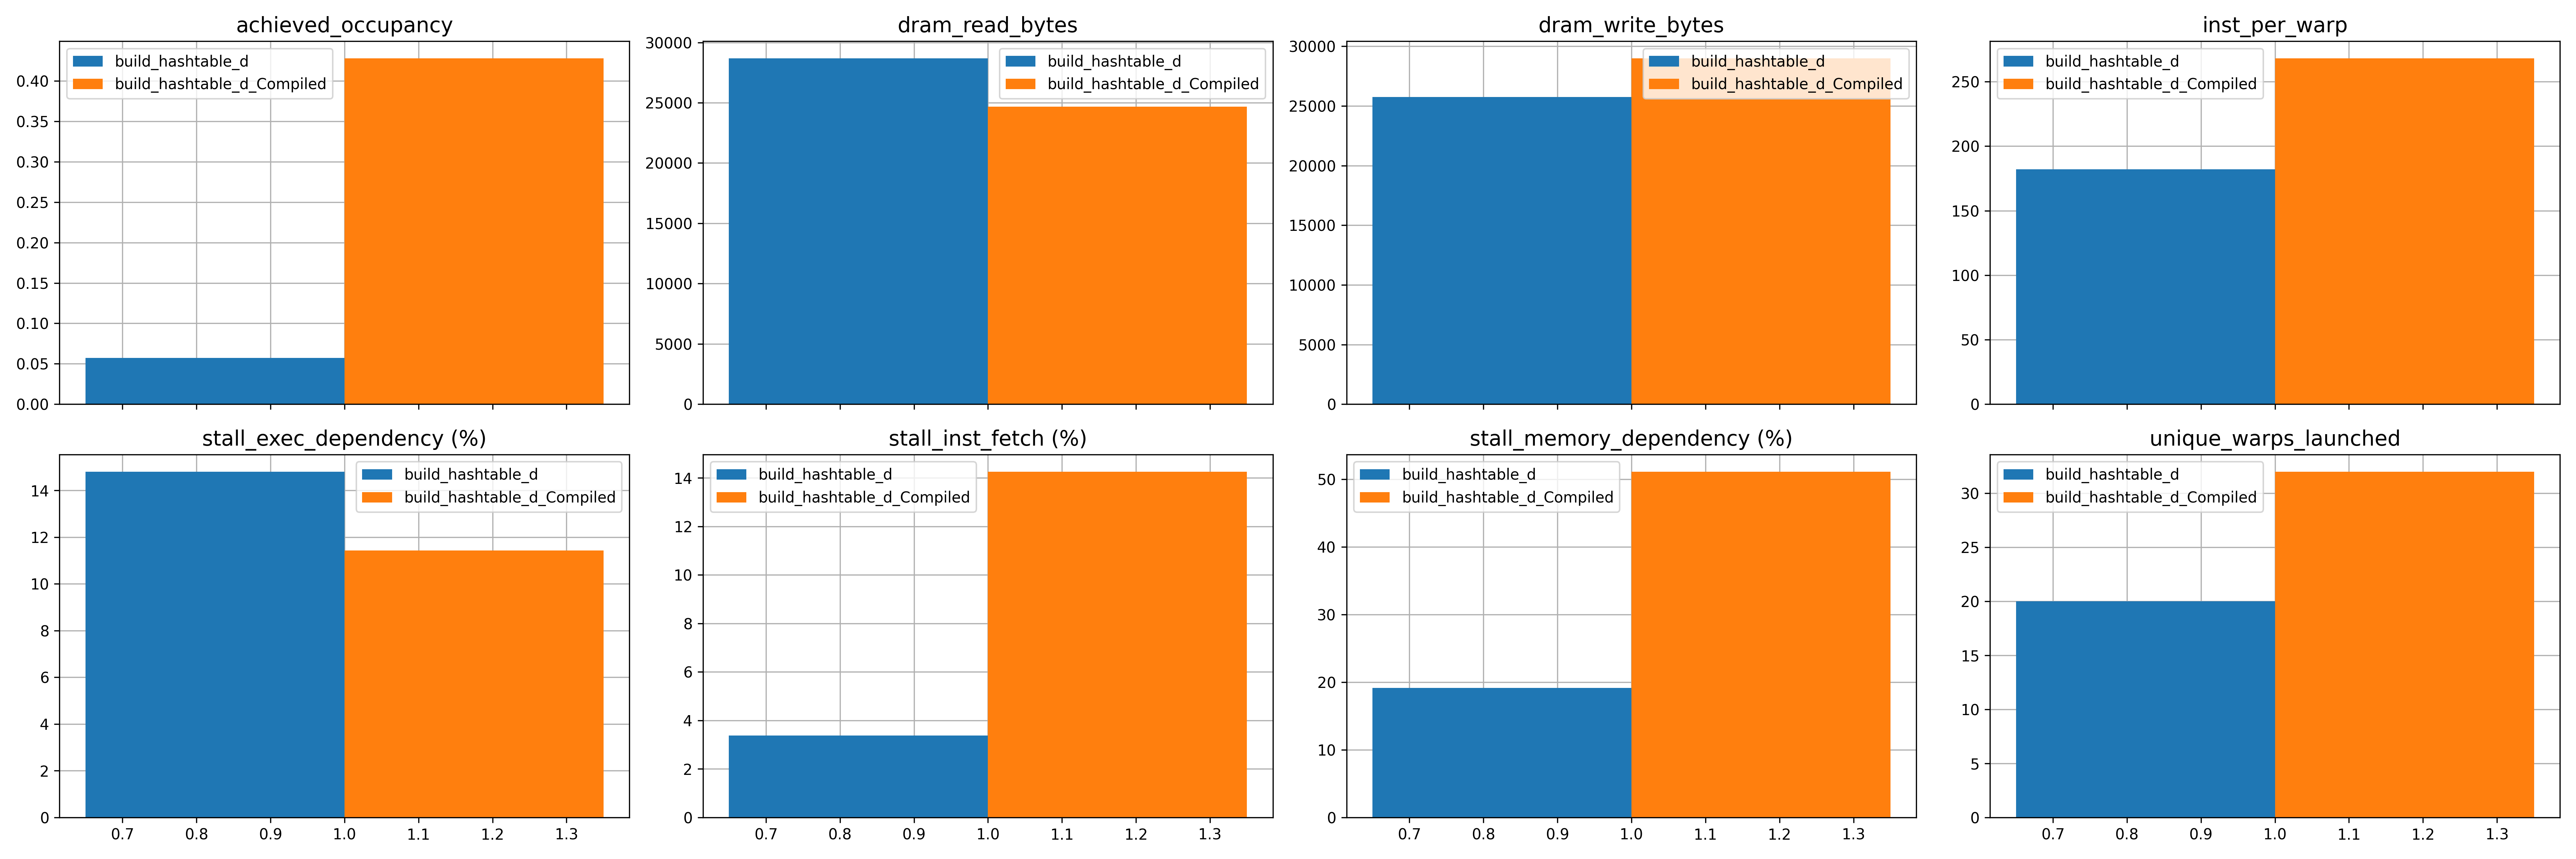 achieved_occupancy
build_hashtable_d
build_hashtable_d_Compiled
0.40
0.35
0.30
0.25
0.20
0.15
0.10
0.05
0.00
dram_read_bytes
build_hashtable_d
build_hashtable_d_Compiled
30000
25000
20000
15000
10000
5000
0
dram_write_bytes
build_hashtable_d
build_hashtable_d_Compiled
30000
25000
20000
15000
10000
5000
0
inst_per_warp
build_hashtable_d
build_hashtable_d_Compiled
250
200
150
100
50
0
stall_exec_dependency (%)
build_hashtable_d
build_hashtable_d_Compiled
14
12
10
8
6
4
2
0
0.7 0.8 0.9 1.0 1.1 1.2 1.3
stall_inst_fetch (%)
build_hashtable_d
build_hashtable_d_Compiled
14
12
10
8
6
4
2
0
0.7 0.8 0.9 1.0 1.1 1.2 1.3
stall_memory_dependency (%)
build_hashtable_d
build_hashtable_d_Compiled
50
40
30
20
10
0
0.7 0.8 0.9 1.0 1.1 1.2 1.3
unique_warps_launched
build_hashtable_d
build_hashtable_d_Compiled
30
25
20
15
10
5
0
0.7 0.8 0.9 1.0 1.1 1.2 1.3